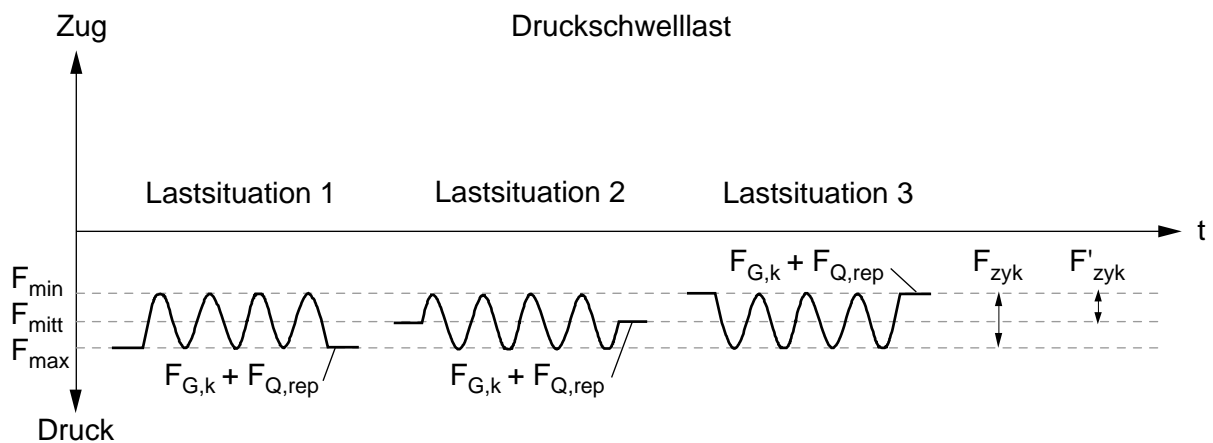 Zug
Druckschwelllast
Lastsituation 1
Lastsituation 2
Lastsituation 3
t
F_min
F_mitt
F_max
F_G,k + F_Q,rep
F_G,k + F_Q,rep
F_G,k + F_Q,rep
F_zyk
F'_zyk
Druck